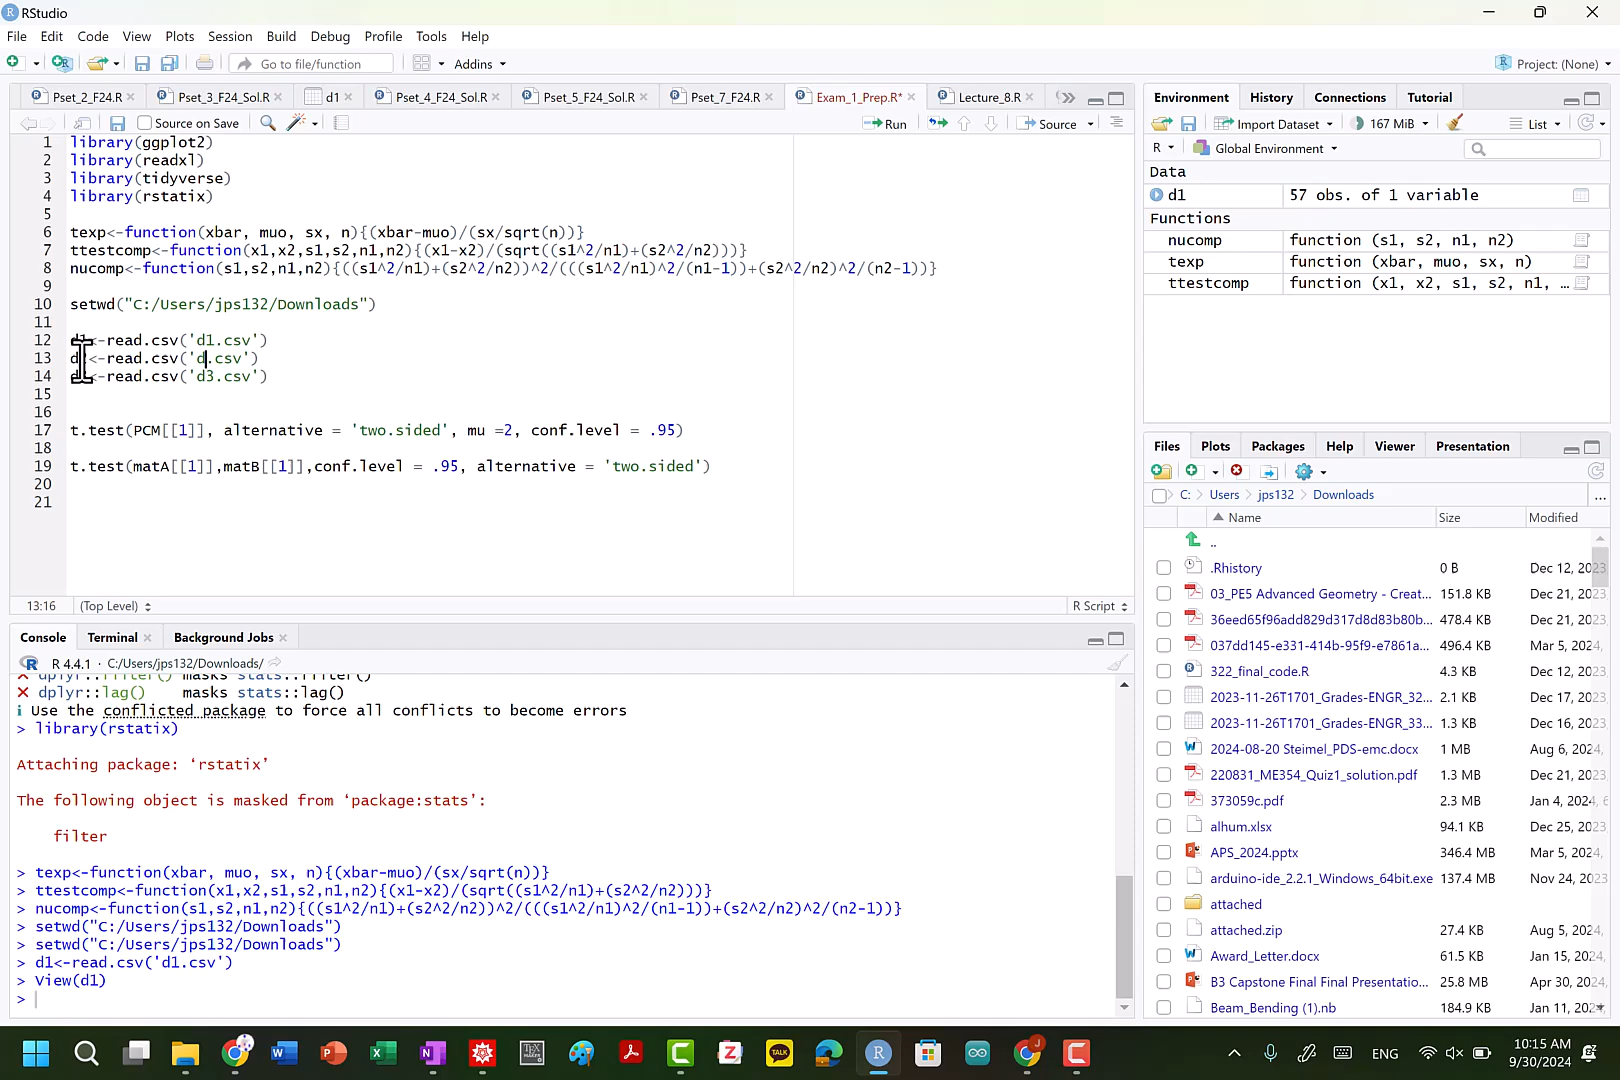 RStudio
File Edit Code View Plots Session Build Debug Profile Tools Help
Go to file/function Addins Project: (None)
Pset_2_F24.R Pset_3_F24_Sol.R d1 Pset_4_F24_Sol.R Pset_5_F24_Sol.R Pset_7_F24.R Exam_1_Prep.R* Lecture_8.R
Source on Save Run Source
1 library(ggplot2)
2 library(readxl)
3 library(tidyverse)
4 library(rstatix)
5
6 texp<-function(xbar, muo, sx, n){(xbar-muo)/(sx/sqrt(n))}
7 ttestcomp<-function(x1,x2,s1,s2,n1,n2){(x1-x2)/(sqrt((s1^2/n1)+(s2^2/n2)))}
8 nucomp<-function(s1,s2,n1,n2){((s1^2/n1)+(s2^2/n2))^2/(((s1^2/n1)^2/(n1-1))+(s2^2/n2)^2/(n2-1))}
9
10 setwd("C:/Users/jps132/Downloads")
11
12 <-read.csv('d1.csv')
13 d <-read.csv('d.csv')
14 <-read.csv('d3.csv')
15
16
17 t.test(PCM[[1]], alternative = 'two.sided', mu =2, conf.level = .95)
18
19 t.test(matA[[1]],matB[[1]],conf.level = .95, alternative = 'two.sided')
20
21
13:16 (Top Level) R Script
Console Terminal Background Jobs
R 4.4.1 · C:/Users/jps132/Downloads/
✕ dplyr::filter() masks stats::filter()
✕ dplyr::lag() masks stats::lag()
ℹ Use the conflicted package to force all conflicts to become errors
> library(rstatix)
Attaching package: ‘rstatix’
The following object is masked from ‘package:stats’:
filter
> texp<-function(xbar, muo, sx, n){(xbar-muo)/(sx/sqrt(n))}
> ttestcomp<-function(x1,x2,s1,s2,n1,n2){(x1-x2)/(sqrt((s1^2/n1)+(s2^2/n2)))}
> nucomp<-function(s1,s2,n1,n2){((s1^2/n1)+(s2^2/n2))^2/(((s1^2/n1)^2/(n1-1))+(s2^2/n2)^2/(n2-1))}
> setwd("C:/Users/jps132/Downloads")
> setwd("C:/Users/jps132/Downloads")
> d1<-read.csv('d1.csv')
> View(d1)
>
Environment History Connections Tutorial
Import Dataset 167 MiB List
R Global Environment
Data
d1 57 obs. of 1 variable
Functions
nucomp function (s1, s2, n1, n2)
texp function (xbar, muo, sx, n)
ttestcomp function (x1, x2, s1, s2, n1, …
Files Plots Packages Help Viewer Presentation
C: Users jps132 Downloads ...
Name Size Modified
..
.Rhistory 0 B Dec 12, 2023
03_PE5 Advanced Geometry - Creat... 151.8 KB Dec 21, 2023
36eed65f96add829d317d8d83b80b... 478.4 KB Dec 21, 2023
037dd145-e331-414b-95f9-e7861a... 496.4 KB Mar 5, 2024,
322_final_code.R 4.3 KB Dec 12, 2023
2023-11-26T1701_Grades-ENGR_32... 2.1 KB Dec 17, 2023
2023-11-26T1701_Grades-ENGR_33... 1.3 KB Dec 16, 2023
2024-08-20 Steimel_PDS-emc.docx 1 MB Aug 6, 2024,
220831_ME354_Quiz1_solution.pdf 1.3 MB Dec 21, 2023
373059c.pdf 2.3 MB Jan 4, 2024, 6
alhum.xlsx 94.1 KB Dec 25, 2023
APS_2024.pptx 346.4 MB Mar 5, 2024,
arduino-ide_2.2.1_Windows_64bit.exe 137.4 MB Nov 24, 2023
attached
attached.zip 27.4 KB Aug 5, 2024,
Award_Letter.docx 61.5 KB Jan 15, 2024,
B3 Capstone Final Final Presentatio... 25.8 MB Apr 30, 2024,
Beam_Bending (1).nb 184.9 KB Jan 11, 2024
TALK
ENG
10:15 AM
9/30/2024